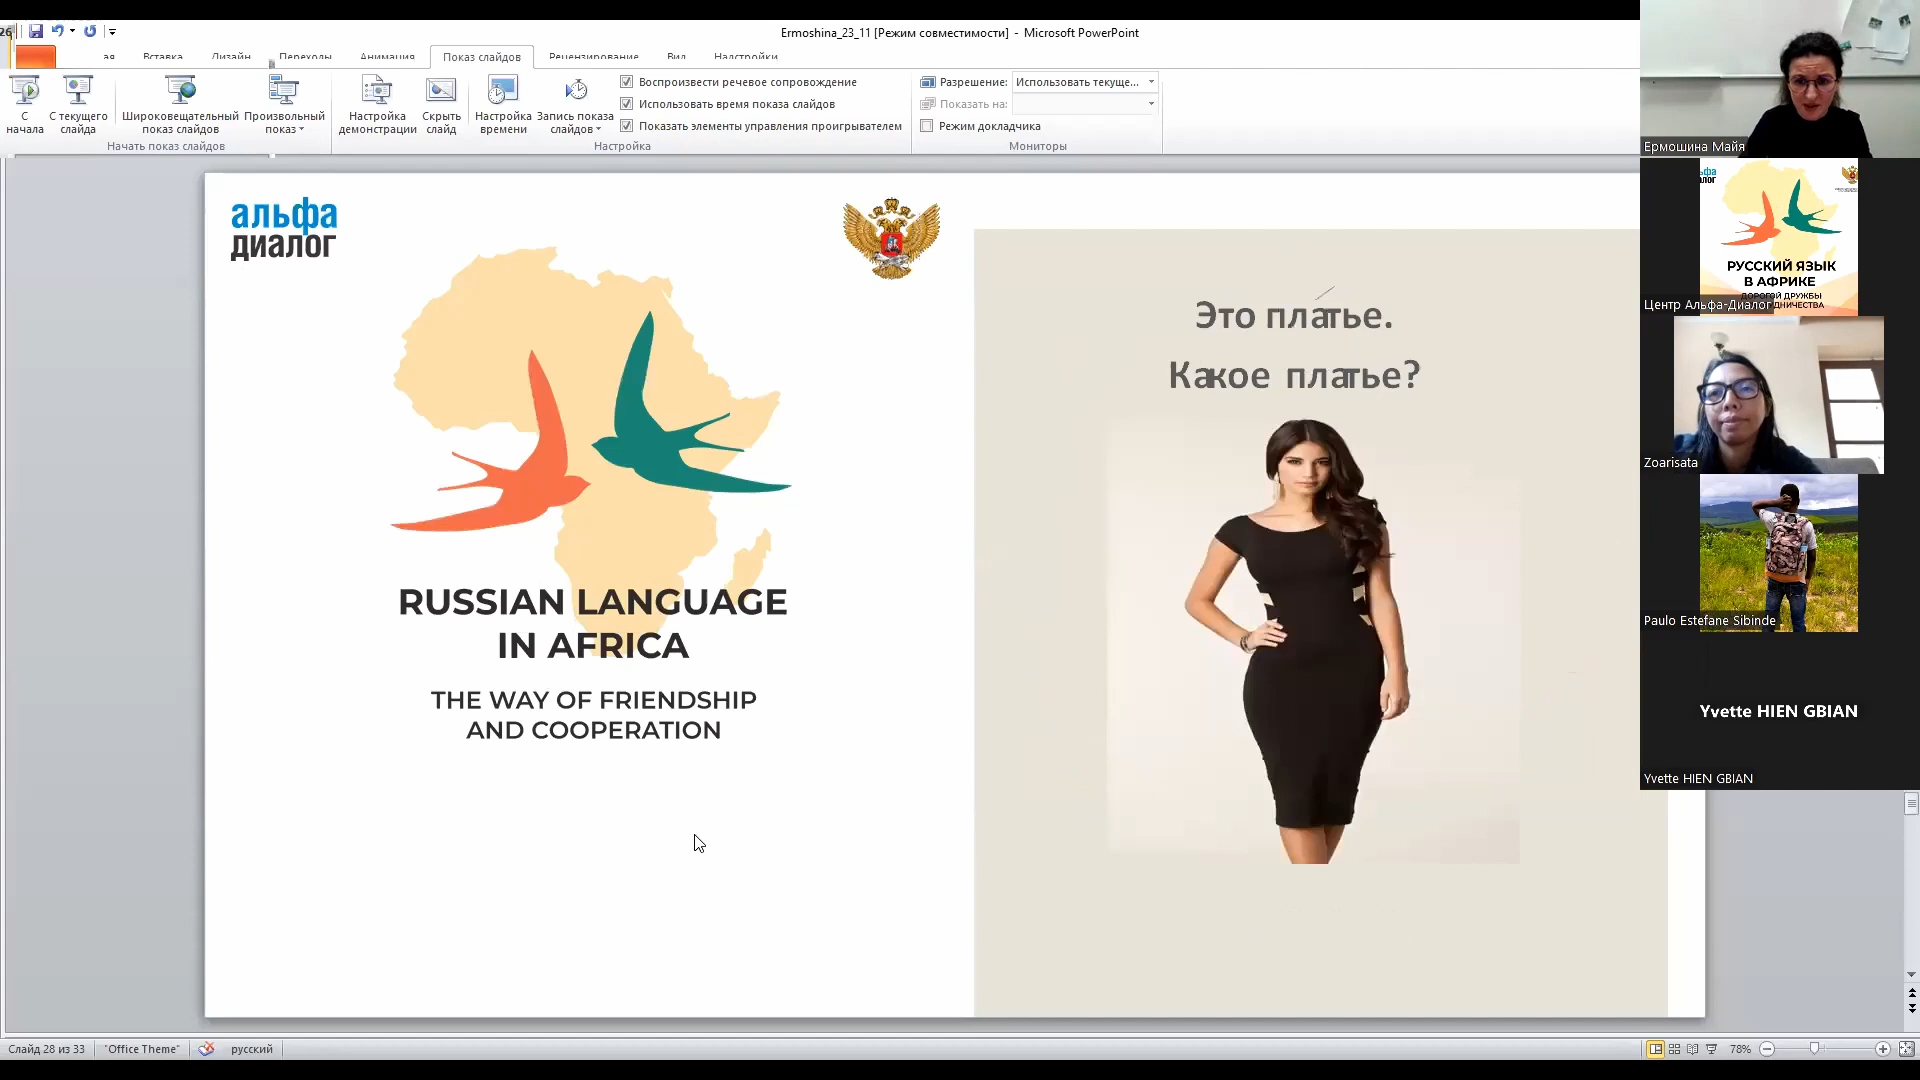 26
Ermoshina_23_11 [Режим совместимости] - Microsoft PowerPoint
ая Вставка Дизайн Переходы Анимация Показ слайдов Рецензирование Вид Надстройки
С начала
С текущего слайда
Широковещательный показ слайдов
Произвольный показ
Начать показ слайдов
Настройка демонстрации
Скрыть слайд
Настройка времени
Запись показа слайдов
Воспроизвести речевое сопровождение
Использовать время показа слайдов
Показать элементы управления проигрывателем
Настройка
Разрешение: Использовать текуще...
Показать на:
Режим докладчика
Мониторы
альфа
диалог
RUSSIAN LANGUAGE
IN AFRICA
THE WAY OF FRIENDSHIP
AND COOPERATION
Это платье.
Какое платье?
Ермошина Майя
РУССКИЙ ЯЗЫК
В АФРИКЕ
ДОРОГОЙ ДРУЖБЫ
Центр Альфа-Диалог
Zoarisata
Paulo Estefane Sibinde
Yvette HIEN GBIAN
Yvette HIEN GBIAN
Слайд 28 из 33 "Office Theme" русский 78%